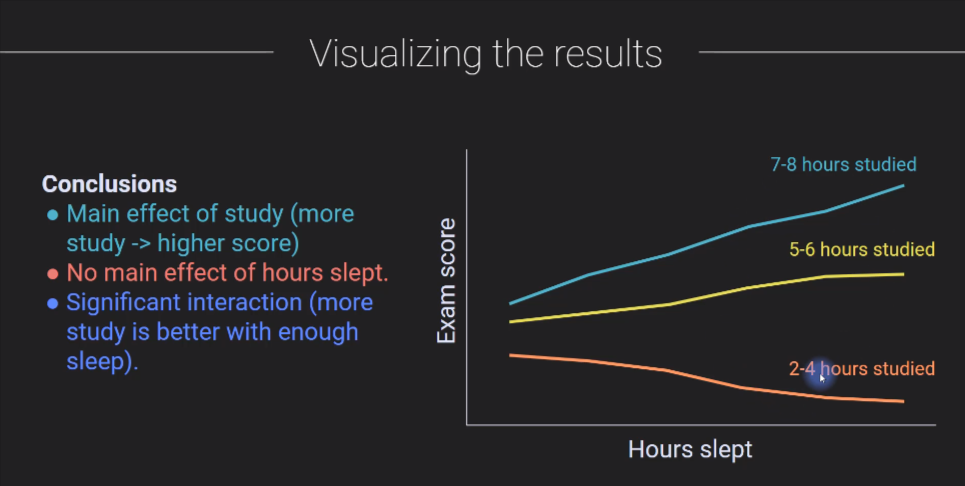 Visualizing the results
Conclusions
● Main effect of study (more
study -> higher score)
● No main effect of hours slept.
● Significant interaction (more
study is better with enough
sleep).
Exam score
7-8 hours studied
5-6 hours studied
2-4 hours studied
Hours slept